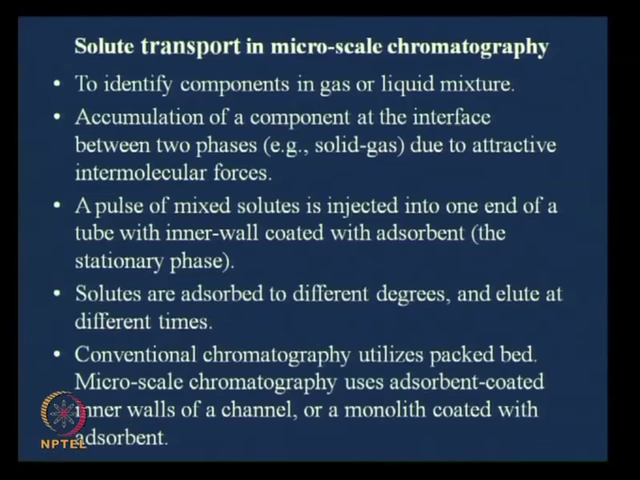 Solute transport in micro-scale chromatography
• To identify components in gas or liquid mixture.
• Accumulation of a component at the interface
between two phases (e.g., solid-gas) due to attractive
intermolecular forces.
• A pulse of mixed solutes is injected into one end of a
tube with inner-wall coated with adsorbent (the
stationary phase).
• Solutes are adsorbed to different degrees, and elute at
different times.
• Conventional chromatography utilizes packed bed.
Micro-scale chromatography uses adsorbent-coated
inner walls of a channel, or a monolith coated with
adsorbent.
NPTEL